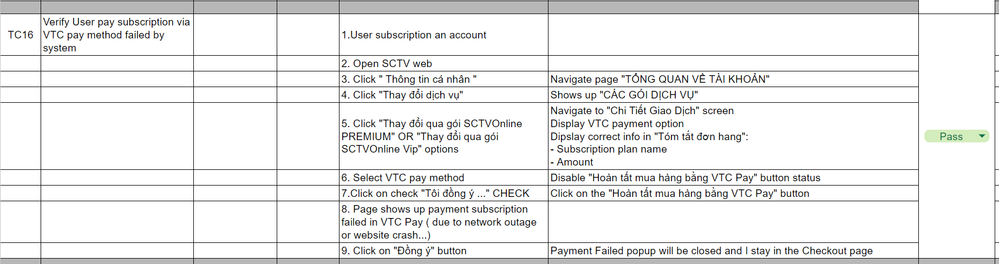 TC16
Verify User pay subscription via
VTC pay method failed by
system
1.User subscription an account
2. Open SCTV web
3. Click " Thông tin cá nhân "
Navigate page "TỔNG QUAN VỀ TÀI KHOẢN"
4. Click "Thay đổi dịch vụ"
Shows up "CÁC GÓI DỊCH VỤ"
5. Click "Thay đổi qua gói SCTVOnline
PREMIUM" OR "Thay đổi qua gói
SCTVOnline Vip" options
Navigate to "Chi Tiết Giao Dịch" screen
Display VTC payment option
Dipslay correct info in "Tóm tắt đơn hang":
- Subscription plan name
- Amount
Pass
6. Select VTC pay method
Disable "Hoàn tất mua hàng bằng VTC Pay" button status
7.Click on check "Tôi đồng ý ..." CHECK
Click on the "Hoàn tất mua hàng bằng VTC Pay" button
8. Page shows up payment subscription
failed in VTC Pay ( due to network outage
or website crash...)
9. Click on "Đồng ý" button
Payment Failed popup will be closed and I stay in the Checkout page